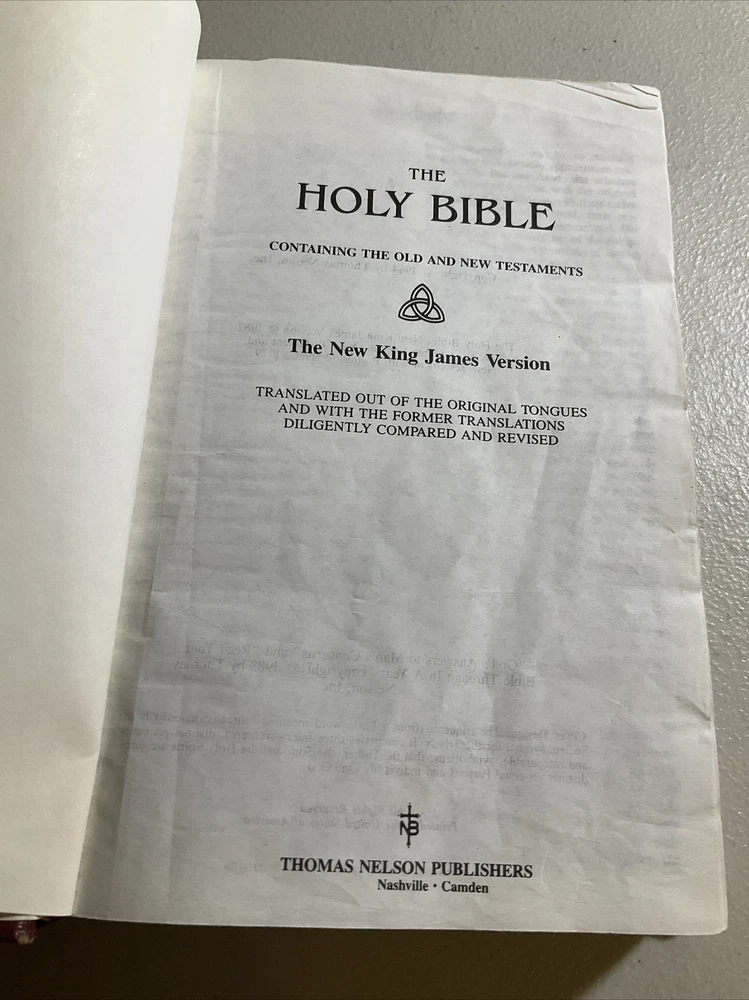 THE
HOLY BIBLE
CONTAINING THE OLD AND NEW TESTAMENTS
The New King James Version
TRANSLATED OUT OF THE ORIGINAL TONGUES
AND WITH THE FORMER TRANSLATIONS
DILIGENTLY COMPARED AND REVISED
NB
THOMAS NELSON PUBLISHERS
Nashville • Camden